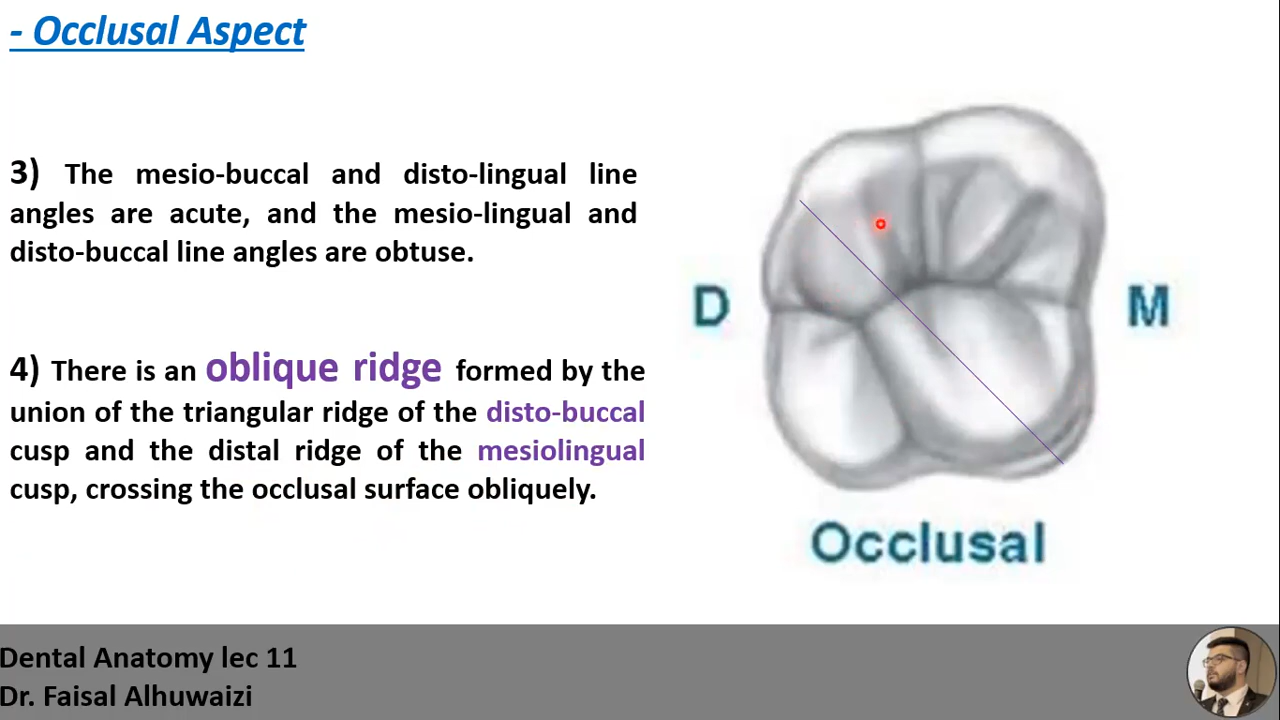 - Occlusal Aspect
3) The mesio-buccal and disto-lingual line
angles are acute, and the mesio-lingual and
disto-buccal line angles are obtuse.
4) There is an oblique ridge formed by the
union of the triangular ridge of the disto-buccal
cusp and the distal ridge of the mesiolingual
cusp, crossing the occlusal surface obliquely.
D
M
Occlusal
Dental Anatomy lec 11
Dr. Faisal Alhuwaizi